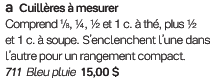 a Cuillères à mesurer
Comprend ⅛, ¼, ½ et 1 c. à thé, plus ½
et 1 c. à soupe. S'enclenchent l'une dans
l'autre pour un rangement compact.
711 Bleu pluie 15,00 $